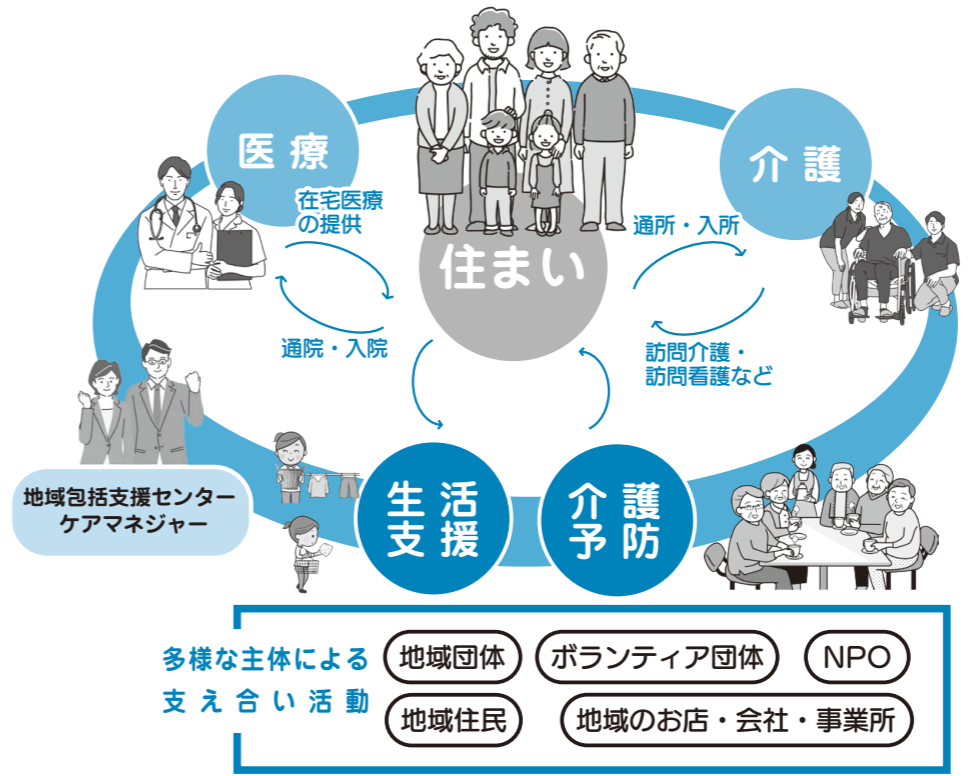 医療
介護
在宅医療
の提供
住まい
通所・入所
通院・入院
訪問介護・
訪問看護など
地域包括支援センター
ケアマネジャー
生活
支援
介護
予防
多様な主体による
支え合い活動
地域団体
ボランティア団体
NPO
地域住民
地域のお店・会社・事業所